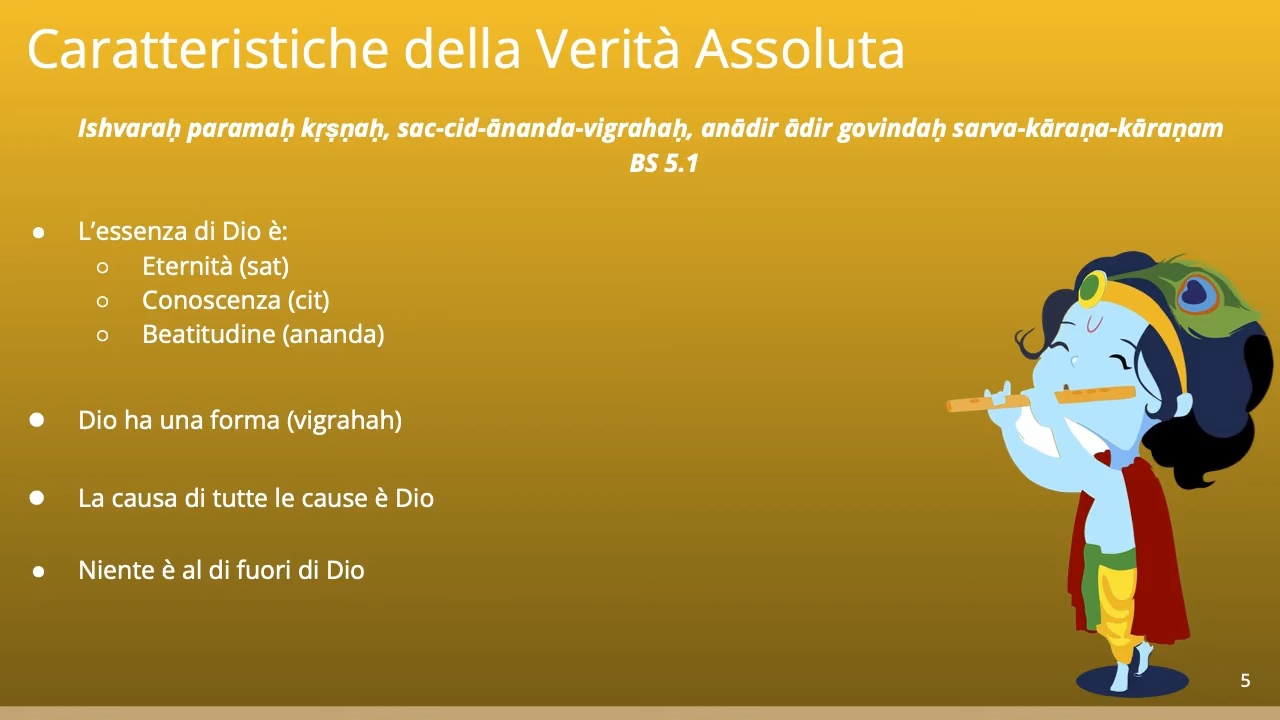 Caratteristiche della Verità Assoluta
Ishvaraḥ paramaḥ kṛṣṇaḥ, sac-cid-ānanda-vigrahaḥ, anādir ādir govindaḥ sarva-kāraṇa-kāraṇam
BS 5.1
● L’essenza di Dio è:
○ Eternità (sat)
○ Conoscenza (cit)
○ Beatitudine (ananda)
● Dio ha una forma (vigrahah)
● La causa di tutte le cause è Dio
● Niente è al di fuori di Dio
5